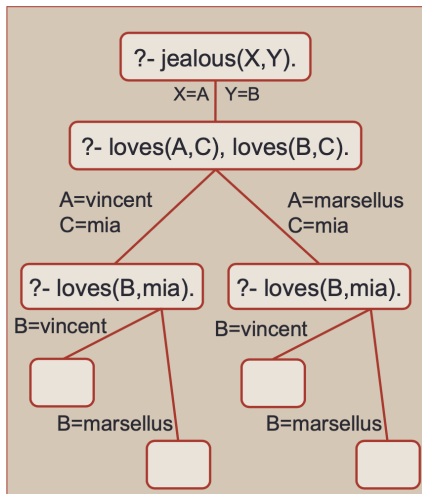 ?- jealous(X,Y).
X=A Y=B
?- loves(A,C), loves(B,C).
A=vincent
C=mia
A=marsellus
C=mia
?- loves(B,mia).
?- loves(B,mia).
B=vincent
B=vincent
B=marsellus
B=marsellus